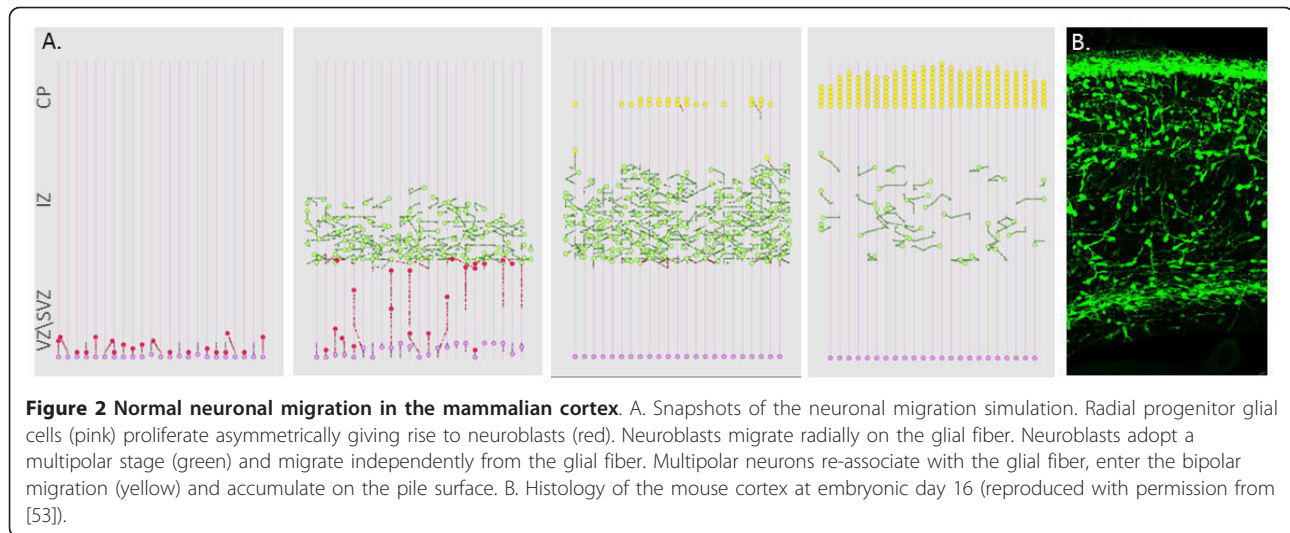 A.
B.
CP
IZ
VZ\SVZ
Figure 2 Normal neuronal migration in the mammalian cortex. A. Snapshots of the neuronal migration simulation. Radial progenitor glial
cells (pink) proliferate asymmetrically giving rise to neuroblasts (red). Neuroblasts migrate radially on the glial fiber. Neuroblasts adopt a
multipolar stage (green) and migrate independently from the glial fiber. Multipolar neurons re-associate with the glial fiber, enter the bipolar
migration (yellow) and accumulate on the pile surface. B. Histology of the mouse cortex at embryonic day 16 (reproduced with permission from
[53]).